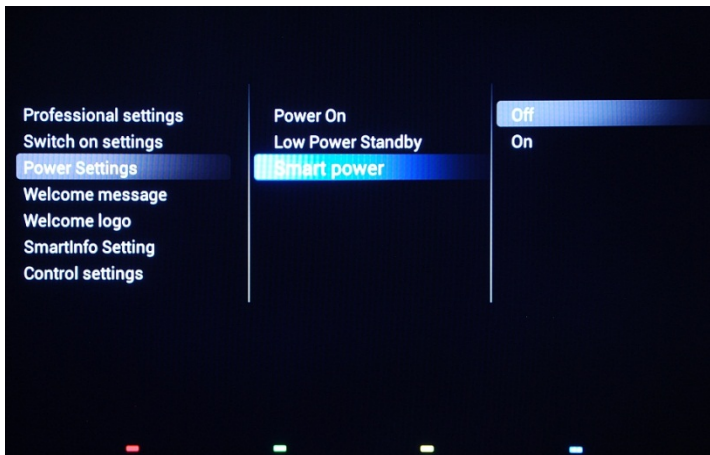 Professional settings
Switch on settings
Power Settings
Welcome message
Welcome logo
SmartInfo Setting
Control settings
Power On
Low Power Standby
Smart power
Off
On